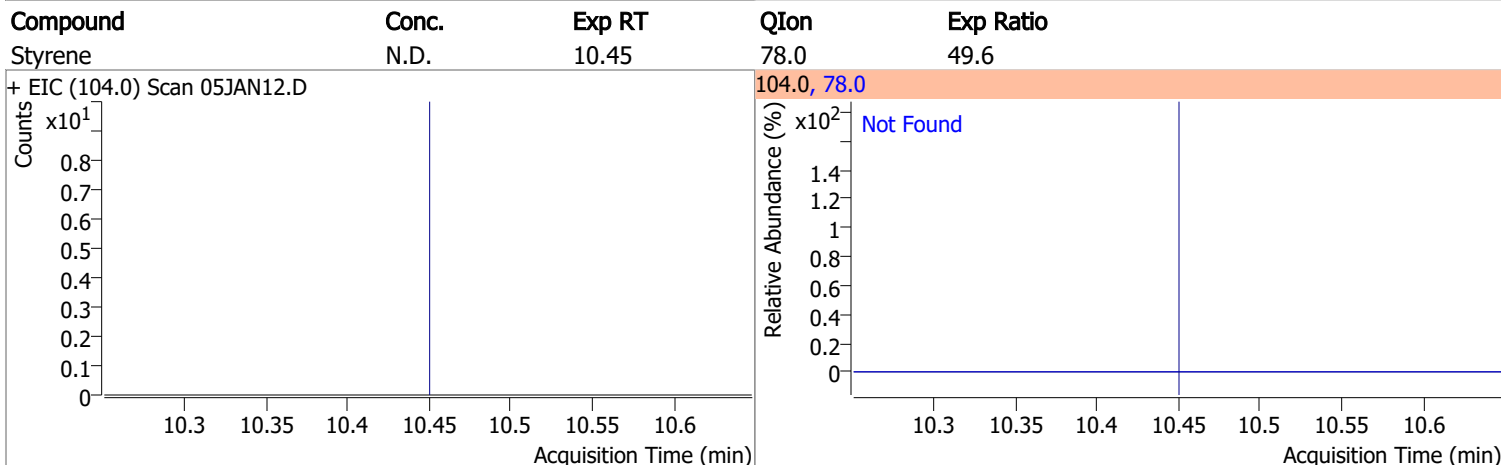 Compound Conc. Exp RT QIon Exp Ratio
Styrene N.D. 10.45 78.0 49.6
+ EIC (104.0) Scan 05JAN12.D
Counts
x10¹
0.8
0.7
0.6
0.5
0.4
0.3
0.2
0.1
0
10.3 10.35 10.4 10.45 10.5 10.55 10.6
Acquisition Time (min)
104.0, 78.0
Relative Abundance (%)
x10²
Not Found
1.4
1.2
1
0.8
0.6
0.4
0.2
0
10.3 10.35 10.4 10.45 10.5 10.55 10.6
Acquisition Time (min)